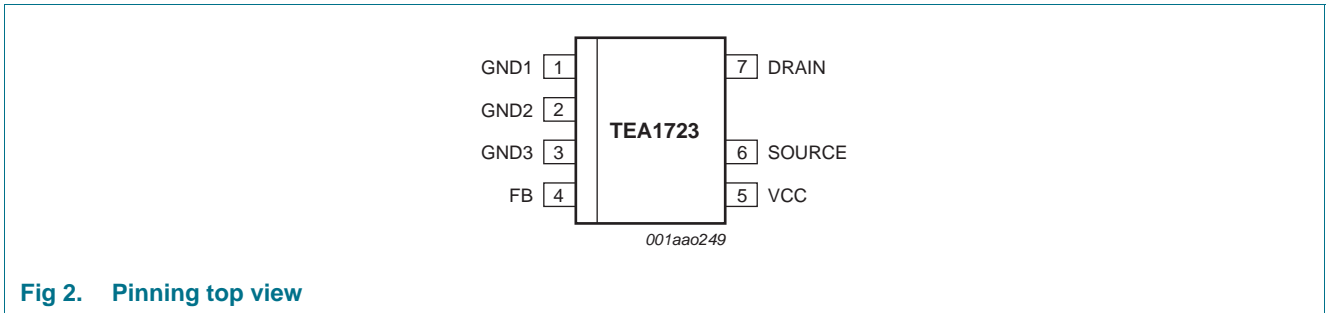 GND1 1
GND2 2
GND3 3
FB 4
TEA1723
7 DRAIN
6 SOURCE
5 VCC
001aao249
Fig 2. Pinning top view